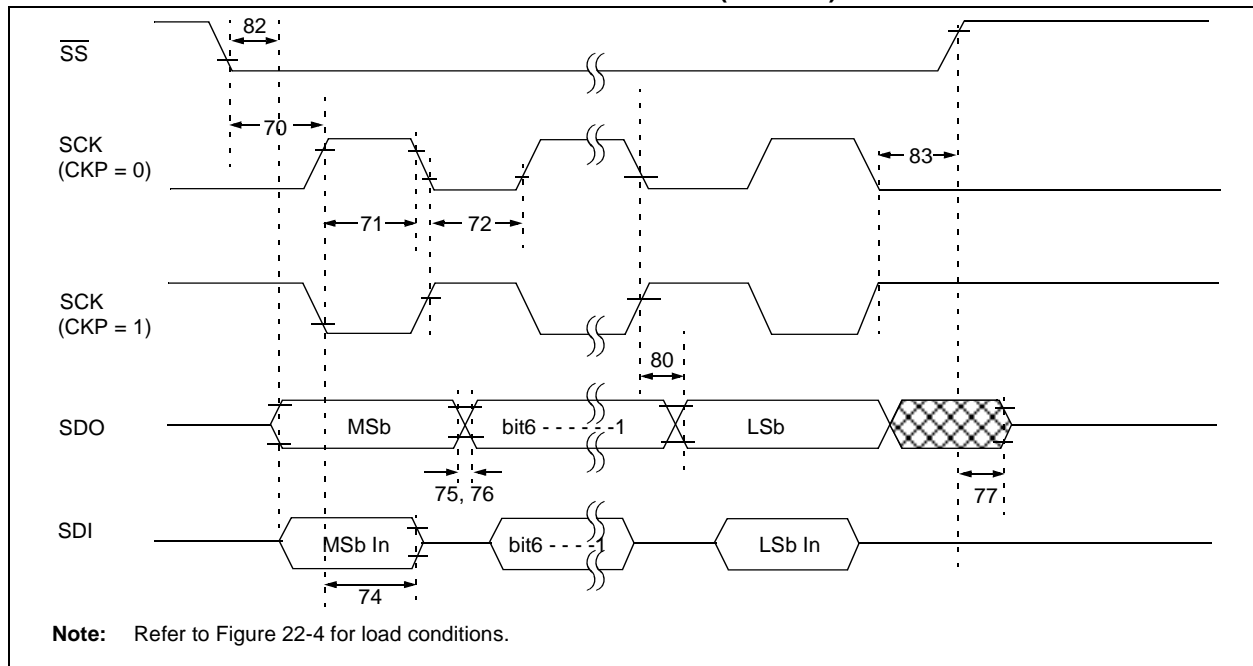 82
SS
70
SCK
(CKP = 0)
83
71
72
SCK
(CKP = 1)
80
SDO
MSb
bit6 - - - - - -1
LSb
75, 76
77
SDI
MSb In
bit6 - - - - 1
LSb In
74
Note: Refer to Figure 22-4 for load conditions.